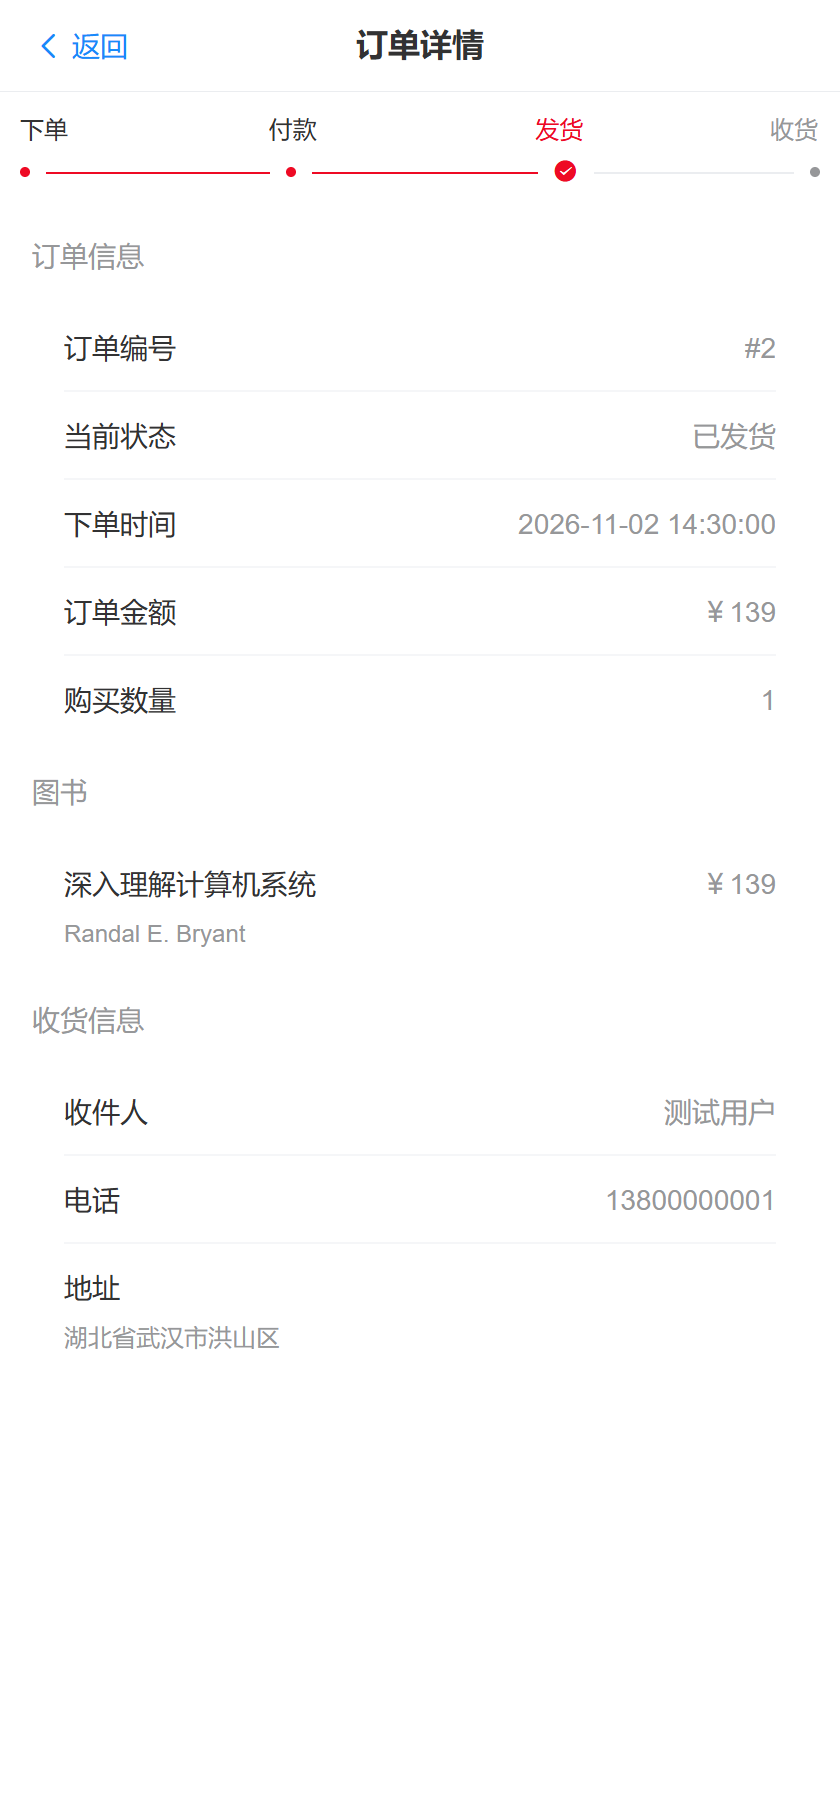 返回
订单详情
下单 付款 发货 收货
订单信息
订单编号 #2
当前状态 已发货
下单时间 2026-11-02 14:30:00
订单金额 ¥139
购买数量 1
图书
深入理解计算机系统 ¥139
Randal E. Bryant
收货信息
收件人 测试用户
电话 13800000001
地址
湖北省武汉市洪山区